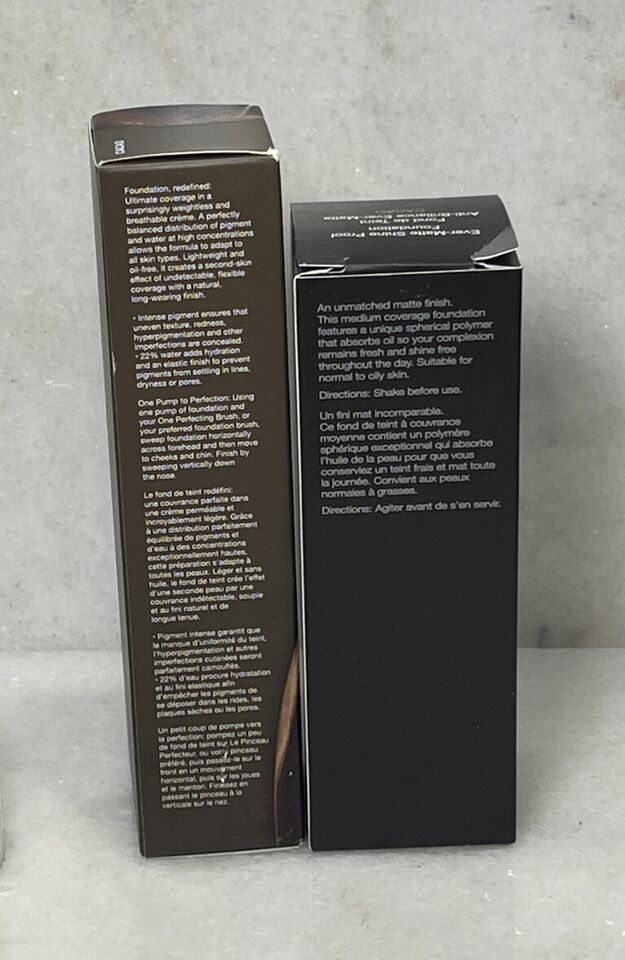 CACAO
Foundation, redefined:
Ultimate coverage in a
surprisingly weightless and
breathable crème. A perfectly
balanced distribution of pigment
and water at high concentrations
allows the formula to adapt to
all skin types. Lightweight and
oil-free, it creates a second-skin
effect of undetectable, flexible
coverage with a natural,
long-wearing finish.
• Intense pigment ensures that
uneven texture, redness,
hyperpigmentation and other
imperfections are concealed.
• 22% water adds hydration
and an elastic finish to prevent
pigments from settling in lines,
dryness or pores.
One Pump to Perfection: Using
one pump of foundation and
your One Perfecting Brush, or
your preferred foundation brush,
sweep foundation horizontally
across forehead and then move
to cheeks and chin. Finish by
sweeping vertically down
the nose.
Le fond de teint redéfini:
une couvrance parfaite dans
une crème perméable et
incroyablement légère. Grâce
à une distribution parfaitement
équilibrée de pigments et
d'eau à des concentrations
exceptionnellement hautes,
cette préparation s'adapte à
toutes les peaux. Léger et sans
huile, le fond de teint crée l'effet
d'une seconde peau par une
couvrance indétectable, souple
et au fini naturel et de
longue tenue.
• Pigment intense garantit que
le manque d'uniformité du teint,
l'hyperpigmentation et autres
imperfections cutanées seront
parfaitement camouflés.
• 22% d'eau procure hydratation
et au fini elastique afin
d'empêcher les pigments de
se déposer dans les rides, les
plaques sèches ou les pores.
Un petit coup de pompe vers
la perfection: pompez un peu
de fond de teint sur Le Pinceau
Perfecteur, ou votre pinceau
préféré, puis passez-le sur le
front en un mouvement
horizontal, puis sur les joues
et le menton. Finissez en
passant le pinceau à la
verticale sur le nez.
Ever-Matte Shine Proof
Foundation
Fond de Teint
Anti-Brillance Ever-Matte
CACAO
An unmatched matte finish.
This medium coverage foundation
features a unique spherical polymer
that absorbs oil so your complexion
remains fresh and shine free
throughout the day. Suitable for
normal to oily skin.
Directions: Shake before use.
Un fini mat incomparable.
Ce fond de teint à couvrance
moyenne contient un polymère
sphérique exceptionnel qui absorbe
l'huile de la peau pour que vous
conserviez un teint frais et mat toute
la journée. Convient aux peaux
normales à grasses.
Directions: Agiter avant de s'en servir.